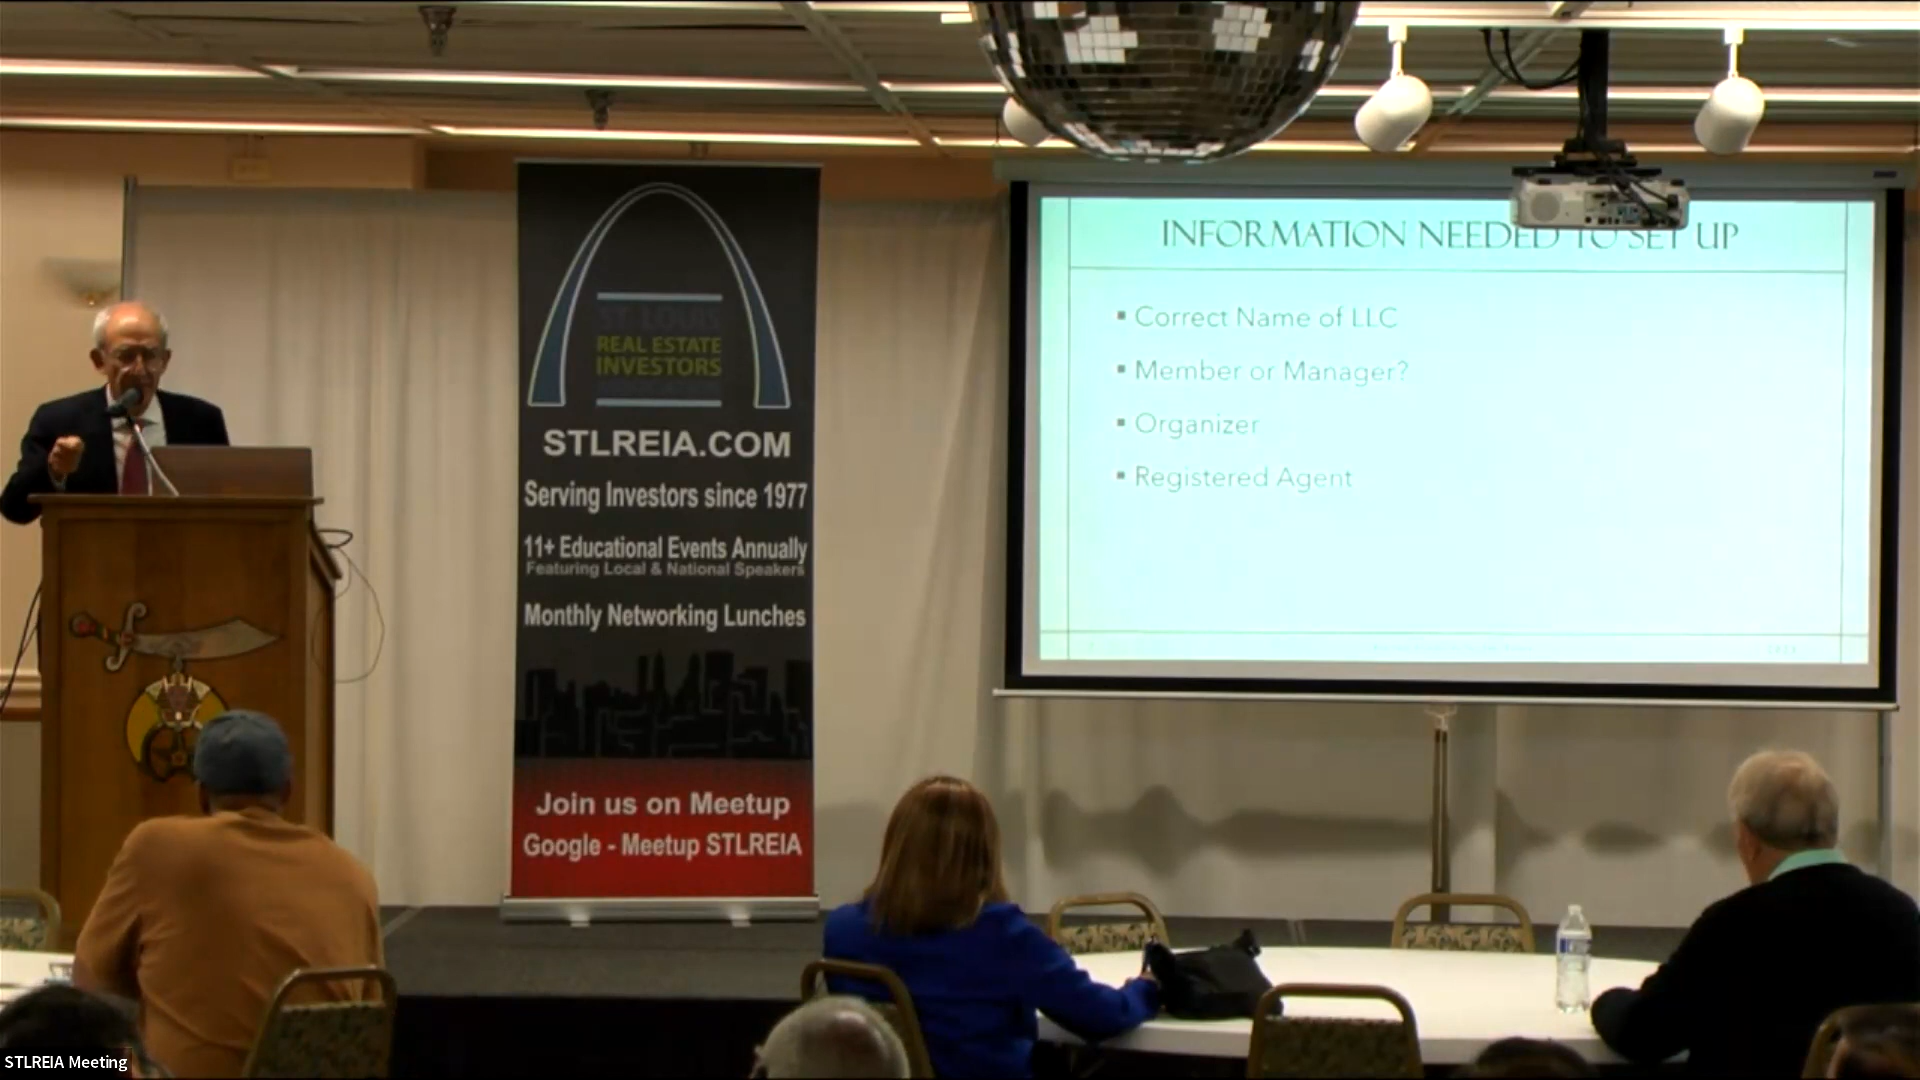 ST. LOUIS
REAL ESTATE
INVESTORS
STLREIA.COM
Serving Investors since 1977
11+ Educational Events Annually
Featuring Local & National Speakers
Monthly Networking Lunches
Join us on Meetup
Google - Meetup STLREIA
INFORMATION NEEDED TO SET UP
▪ Correct Name of LLC
▪ Member or Manager?
▪ Organizer
▪ Registered Agent
STLREIA Meeting